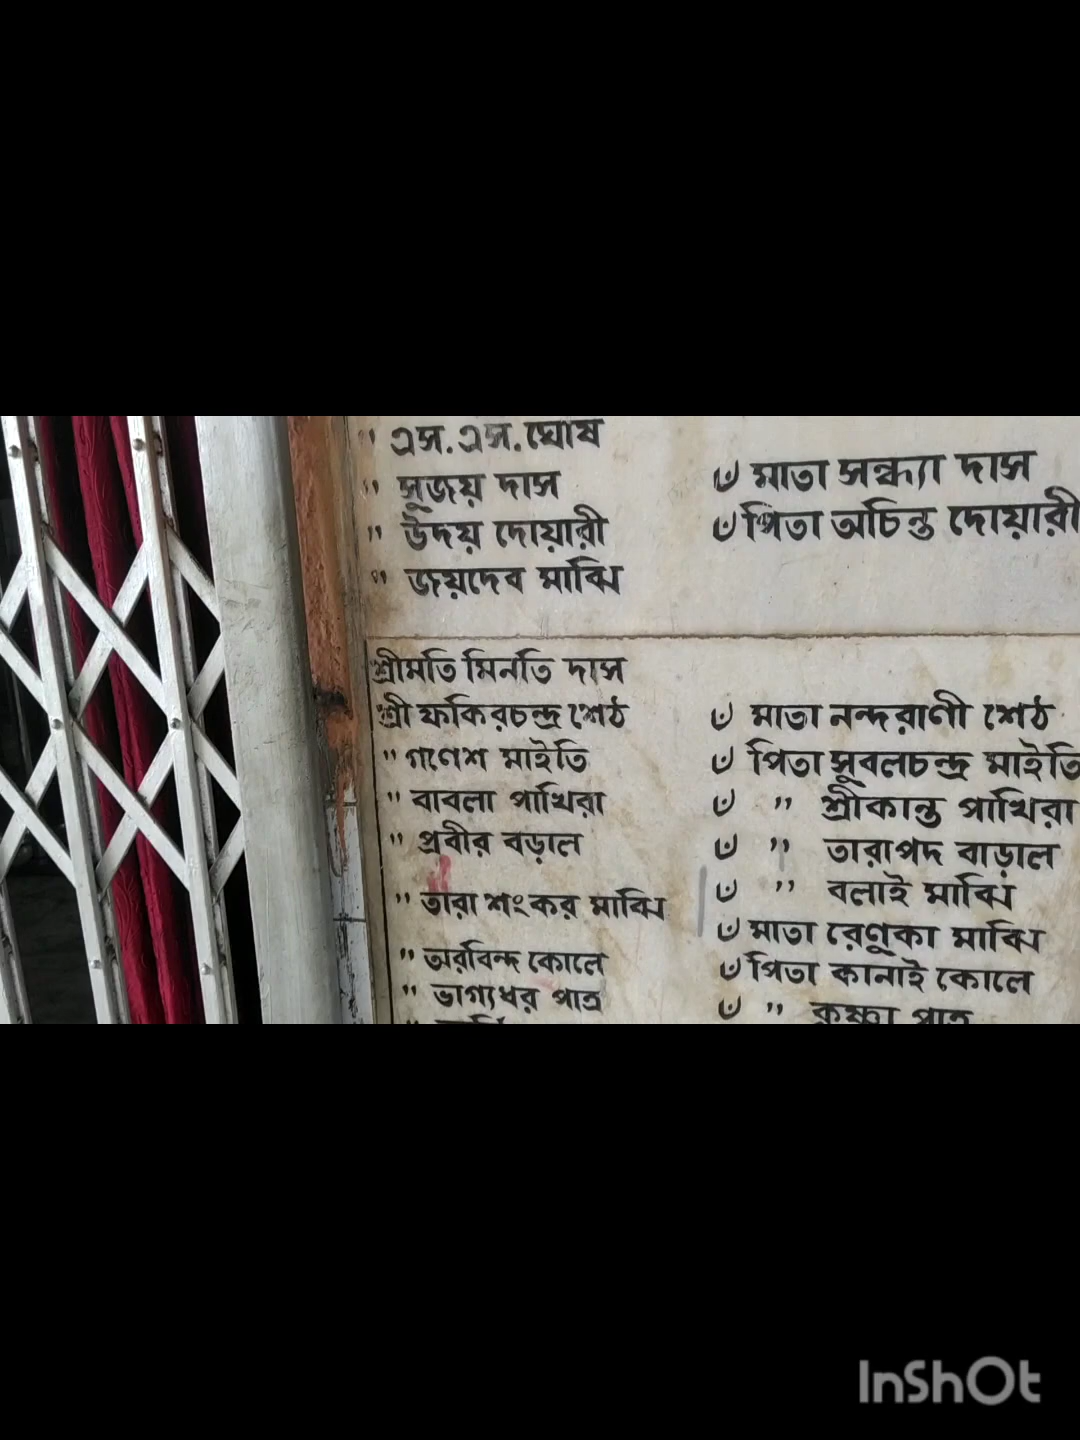 " এস.এস.ঘোষ
" সুজয় দাস ঁ মাতা সন্ধ্যা দাস
" উদয় দোয়ারী ঁ পিতা অচিন্ত দোয়ারী
" জয়দেব মাঝি
শ্রীমতি মিনতি দাস
শ্রী ফকিরচন্দ্র শেঠ ঁ মাতা নন্দরাণী শেঠ
" গণেশ মাইতি ঁ পিতা সুবলচন্দ্র মাইতি
" বাবলা পাখিরা ঁ " শ্রীকান্ত পাখিরা
" প্রবীর বড়াল ঁ " তারাপদ বাড়াল
" তারা শংকর মাঝি ঁ " বলাই মাঝি
ঁ মাতা রেণুকা মাঝি
" অরবিন্দ কোলে ঁ পিতা কানাই কোলে
" ভাগ্যধর পাত্র ঁ " কৃষ্ণা পাত্র
InShOt